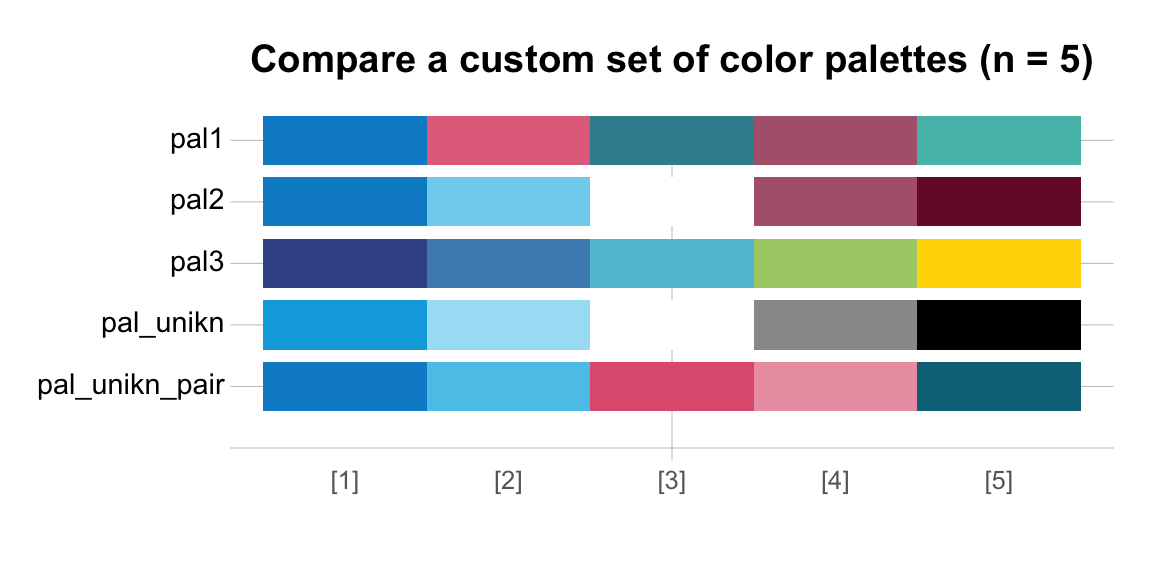 Compare a custom set of color palettes (n = 5)
pal1
pal2
pal3
pal_unikn
pal_unikn_pair
[1] [2] [3] [4] [5]